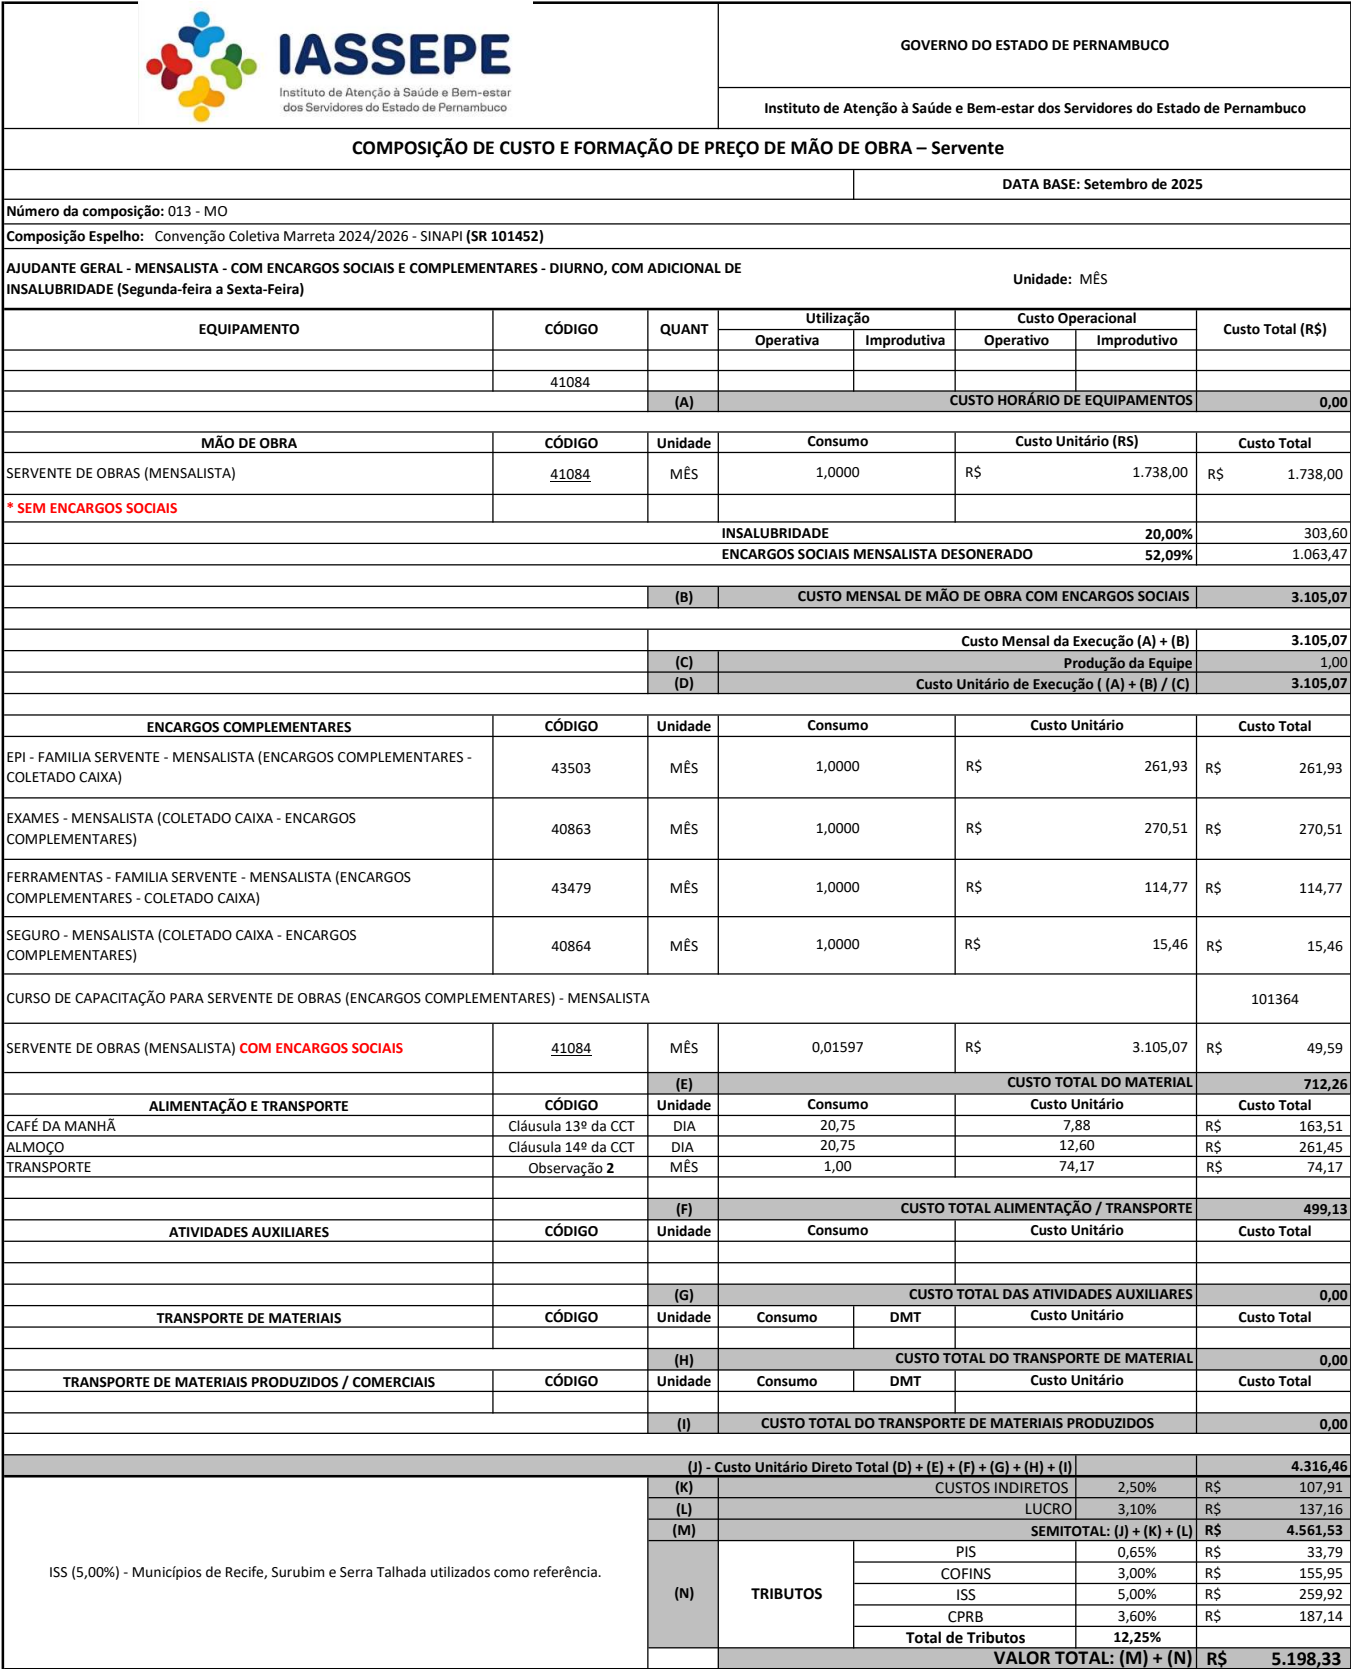 IASSEPE
Instituto de Atenção à Saúde e Bem-estar
dos Servidores do Estado de Pernambuco
GOVERNO DO ESTADO DE PERNAMBUCO
Instituto de Atenção à Saúde e Bem-estar dos Servidores do Estado de Pernambuco
COMPOSIÇÃO DE CUSTO E FORMAÇÃO DE PREÇO DE MÃO DE OBRA – Servente
DATA BASE: Setembro de 2025
Número da composição: 013 - MO
Composição Espelho: Convenção Coletiva Marreta 2024/2026 - SINAPI (SR 101452)
AJUDANTE GERAL - MENSALISTA - COM ENCARGOS SOCIAIS E COMPLEMENTARES - DIURNO, COM ADICIONAL DE
INSALUBRIDADE (Segunda-feira a Sexta-Feira)
Unidade: MÊS
EQUIPAMENTO CÓDIGO QUANT Utilização Custo Operacional Custo Total (R$)
Operativa Improdutiva Operativo Improdutivo
41084
(A) CUSTO HORÁRIO DE EQUIPAMENTOS 0,00
MÃO DE OBRA CÓDIGO Unidade Consumo Custo Unitário (RS) Custo Total
SERVENTE DE OBRAS (MENSALISTA) 41084 MÊS 1,0000 R$ 1.738,00 R$ 1.738,00
* SEM ENCARGOS SOCIAIS
INSALUBRIDADE 20,00% 303,60
ENCARGOS SOCIAIS MENSALISTA DESONERADO 52,09% 1.063,47
(B) CUSTO MENSAL DE MÃO DE OBRA COM ENCARGOS SOCIAIS 3.105,07
Custo Mensal da Execução (A) + (B) 3.105,07
(C) Produção da Equipe 1,00
(D) Custo Unitário de Execução ( (A) + (B) / (C) 3.105,07
ENCARGOS COMPLEMENTARES CÓDIGO Unidade Consumo Custo Unitário Custo Total
EPI - FAMILIA SERVENTE - MENSALISTA (ENCARGOS COMPLEMENTARES -
COLETADO CAIXA) 43503 MÊS 1,0000 R$ 261,93 R$ 261,93
EXAMES - MENSALISTA (COLETADO CAIXA - ENCARGOS
COMPLEMENTARES) 40863 MÊS 1,0000 R$ 270,51 R$ 270,51
FERRAMENTAS - FAMILIA SERVENTE - MENSALISTA (ENCARGOS
COMPLEMENTARES - COLETADO CAIXA) 43479 MÊS 1,0000 R$ 114,77 R$ 114,77
SEGURO - MENSALISTA (COLETADO CAIXA - ENCARGOS
COMPLEMENTARES) 40864 MÊS 1,0000 R$ 15,46 R$ 15,46
CURSO DE CAPACITAÇÃO PARA SERVENTE DE OBRAS (ENCARGOS COMPLEMENTARES) - MENSALISTA 101364
SERVENTE DE OBRAS (MENSALISTA) COM ENCARGOS SOCIAIS 41084 MÊS 0,01597 R$ 3.105,07 R$ 49,59
(E) CUSTO TOTAL DO MATERIAL 712,26
ALIMENTAÇÃO E TRANSPORTE CÓDIGO Unidade Consumo Custo Unitário Custo Total
CAFÉ DA MANHÃ Cláusula 13º da CCT DIA 20,75 7,88 R$ 163,51
ALMOÇO Cláusula 14º da CCT DIA 20,75 12,60 R$ 261,45
TRANSPORTE Observação 2 MÊS 1,00 74,17 R$ 74,17
(F) CUSTO TOTAL ALIMENTAÇÃO / TRANSPORTE 499,13
ATIVIDADES AUXILIARES CÓDIGO Unidade Consumo Custo Unitário Custo Total
(G) CUSTO TOTAL DAS ATIVIDADES AUXILIARES 0,00
TRANSPORTE DE MATERIAIS CÓDIGO Unidade Consumo DMT Custo Unitário Custo Total
(H) CUSTO TOTAL DO TRANSPORTE DE MATERIAL 0,00
TRANSPORTE DE MATERIAIS PRODUZIDOS / COMERCIAIS CÓDIGO Unidade Consumo DMT Custo Unitário Custo Total
(I) CUSTO TOTAL DO TRANSPORTE DE MATERIAIS PRODUZIDOS 0,00
(J) - Custo Unitário Direto Total (D) + (E) + (F) + (G) + (H) + (I) 4.316,46
(K) CUSTOS INDIRETOS 2,50% R$ 107,91
(L) LUCRO 3,10% R$ 137,16
(M) SEMITOTAL: (J) + (K) + (L) R$ 4.561,53
ISS (5,00%) - Municípios de Recife, Surubim e Serra Talhada utilizados como referência.
(N) TRIBUTOS
PIS 0,65% R$ 33,79
COFINS 3,00% R$ 155,95
ISS 5,00% R$ 259,92
CPRB 3,60% R$ 187,14
Total de Tributos 12,25%
VALOR TOTAL: (M) + (N) R$ 5.198,33